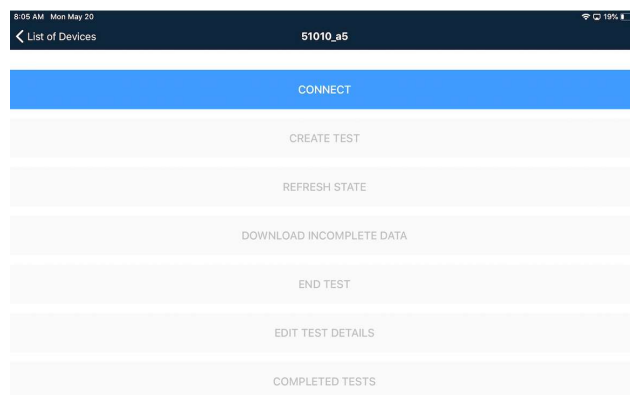 8:05 AM Mon May 20
19%
List of Devices
51010_a5
CONNECT
CREATE TEST
REFRESH STATE
DOWNLOAD INCOMPLETE DATA
END TEST
EDIT TEST DETAILS
COMPLETED TESTS